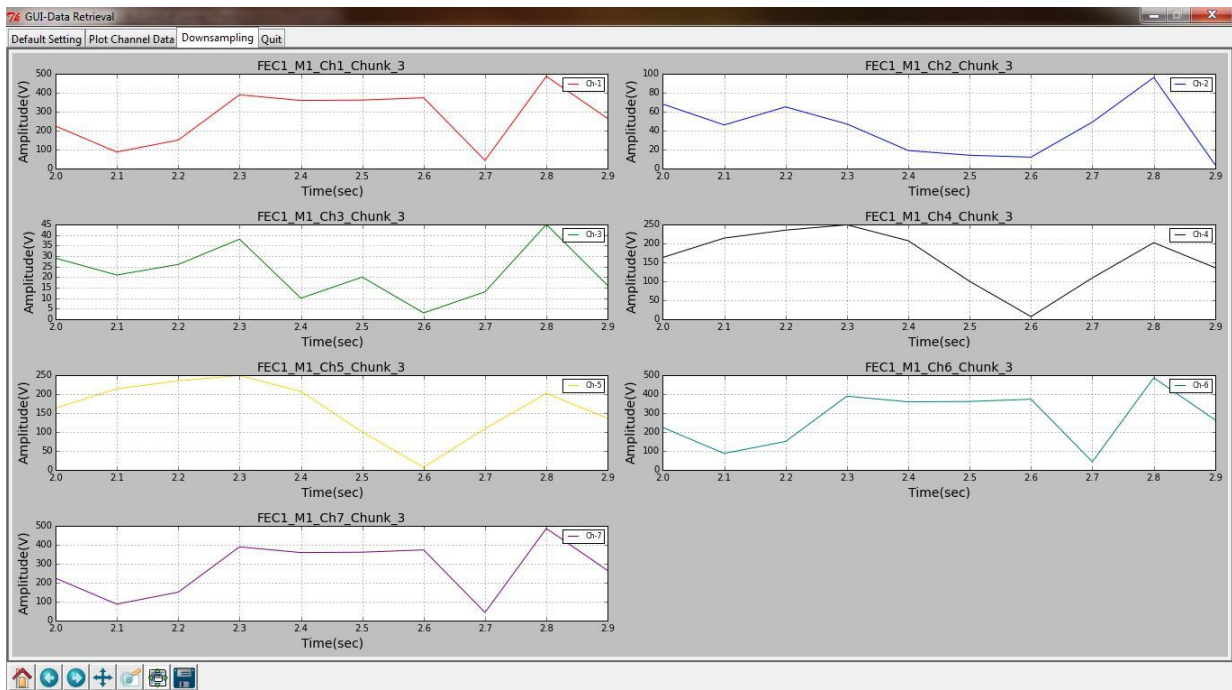 7% GUI-Data Retrieval
Default Setting Plot Channel Data Downsampling Quit
FEC1_M1_Ch1_Chunk_3
500
400
300
200
100
0
Amplitude(V)
Ch-1
2.0 2.1 2.2 2.3 2.4 2.5 2.6 2.7 2.8 2.9
Time(sec)
FEC1_M1_Ch2_Chunk_3
100
80
60
40
20
0
Amplitude(V)
Ch-2
2.0 2.1 2.2 2.3 2.4 2.5 2.6 2.7 2.8 2.9
Time(sec)
FEC1_M1_Ch3_Chunk_3
45
40
35
30
25
20
15
10
5
0
Amplitude(V)
Ch-3
2.0 2.1 2.2 2.3 2.4 2.5 2.6 2.7 2.8 2.9
Time(sec)
FEC1_M1_Ch4_Chunk_3
250
200
150
100
50
0
Amplitude(V)
Ch-4
2.0 2.1 2.2 2.3 2.4 2.5 2.6 2.7 2.8 2.9
Time(sec)
FEC1_M1_Ch5_Chunk_3
250
200
150
100
50
0
Amplitude(V)
Ch-5
2.0 2.1 2.2 2.3 2.4 2.5 2.6 2.7 2.8 2.9
Time(sec)
FEC1_M1_Ch6_Chunk_3
500
400
300
200
100
0
Amplitude(V)
Ch-6
2.0 2.1 2.2 2.3 2.4 2.5 2.6 2.7 2.8 2.9
Time(sec)
FEC1_M1_Ch7_Chunk_3
500
400
300
200
100
0
Amplitude(V)
Ch-7
2.0 2.1 2.2 2.3 2.4 2.5 2.6 2.7 2.8 2.9
Time(sec)